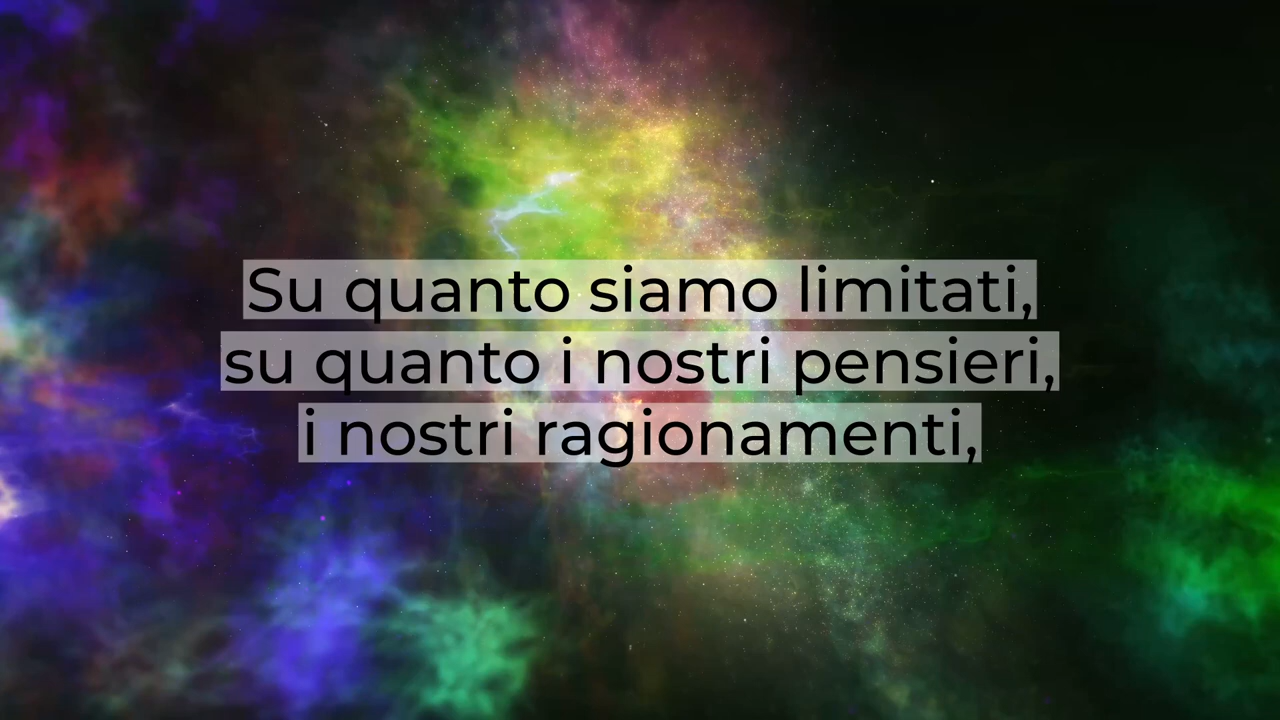 Su quanto siamo limitati,
su quanto i nostri pensieri,
i nostri ragionamenti,